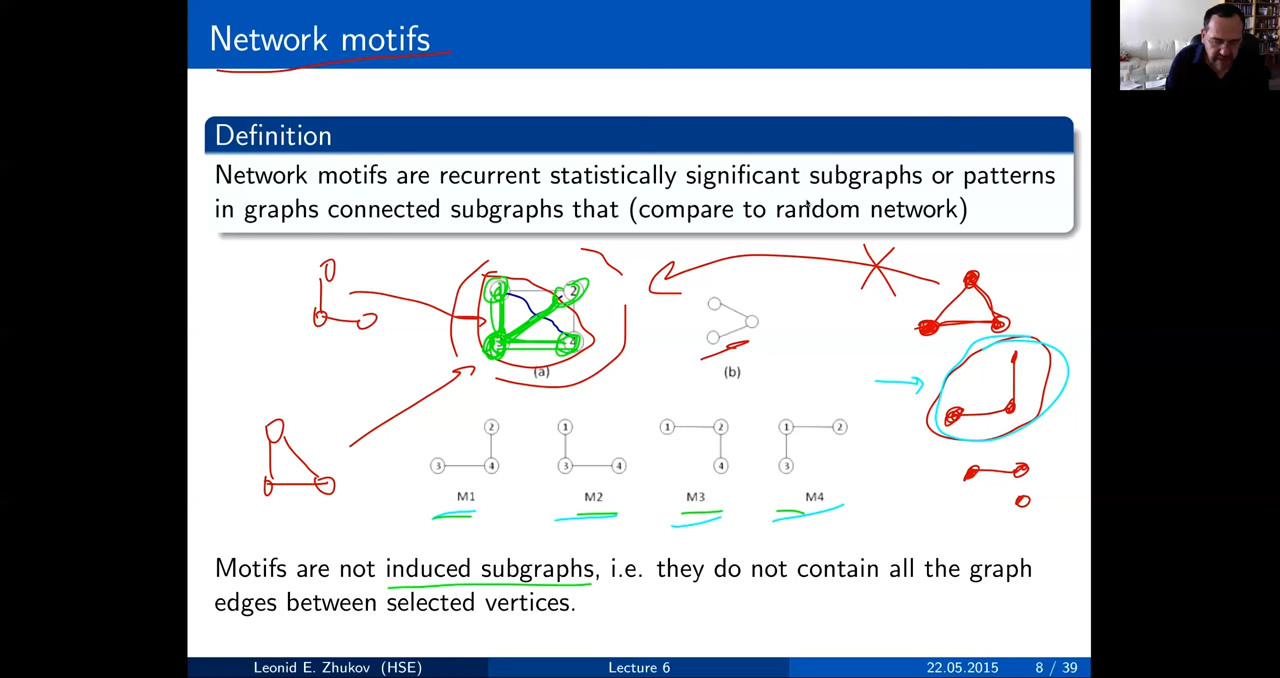 Network motifs
Definition
Network motifs are recurrent statistically significant subgraphs or patterns
in graphs connected subgraphs that (compare to random network)
2
4
(a)
(b)
2
3 4
M1
1
3 4
M2
1 2
4
M3
1 2
3
M4
Motifs are not induced subgraphs, i.e. they do not contain all the graph
edges between selected vertices.
Leonid E. Zhukov (HSE) Lecture 6 22.05.2015 8 / 39